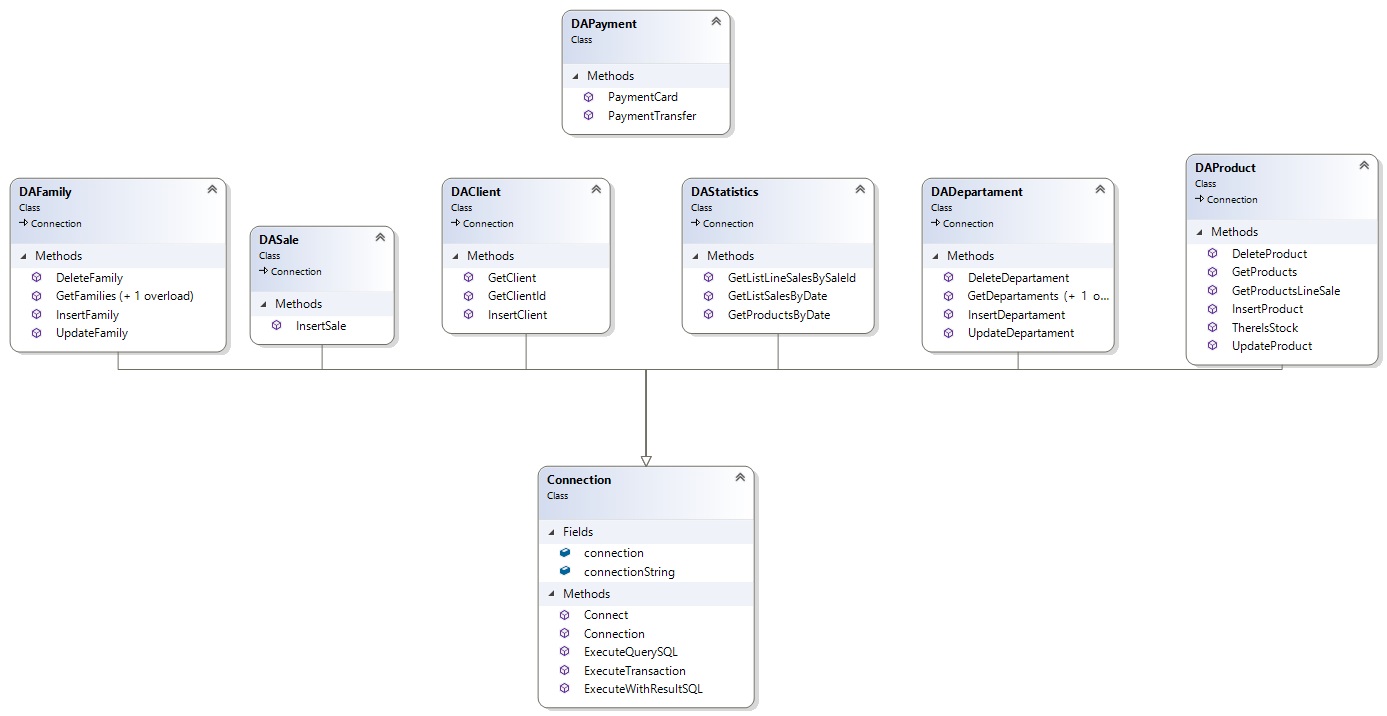 DAPayment
Class
Methods
PaymentCard
PaymentTransfer
DAFamily
Class
Connection
Methods
DeleteFamily
GetFamilies (+ 1 overload)
InsertFamily
UpdateFamily
DASale
Class
Connection
Methods
InsertSale
DAClient
Class
Connection
Methods
GetClient
GetClientId
InsertClient
DAStatistics
Class
Connection
Methods
GetListLineSalesBySaleId
GetListSalesByDate
GetProductsByDate
DADepartament
Class
Connection
Methods
DeleteDepartament
GetDepartaments (+ 1 o...
InsertDepartament
UpdateDepartament
DAProduct
Class
Connection
Methods
DeleteProduct
GetProducts
GetProductsLineSale
InsertProduct
ThereIsStock
UpdateProduct
Connection
Class
Fields
connection
connectionString
Methods
Connect
Connection
ExecuteQuerySQL
ExecuteTransaction
ExecuteWithResultSQL